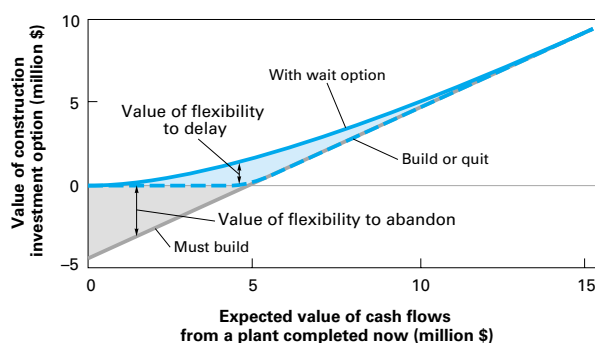 Value of construction
investment option (million $)
10
5
0
−5
With wait option
Value of flexibility
to delay
Build or quit
Value of flexibility to abandon
Must build
0
5
10
15
Expected value of cash flows
from a plant completed now (million $)